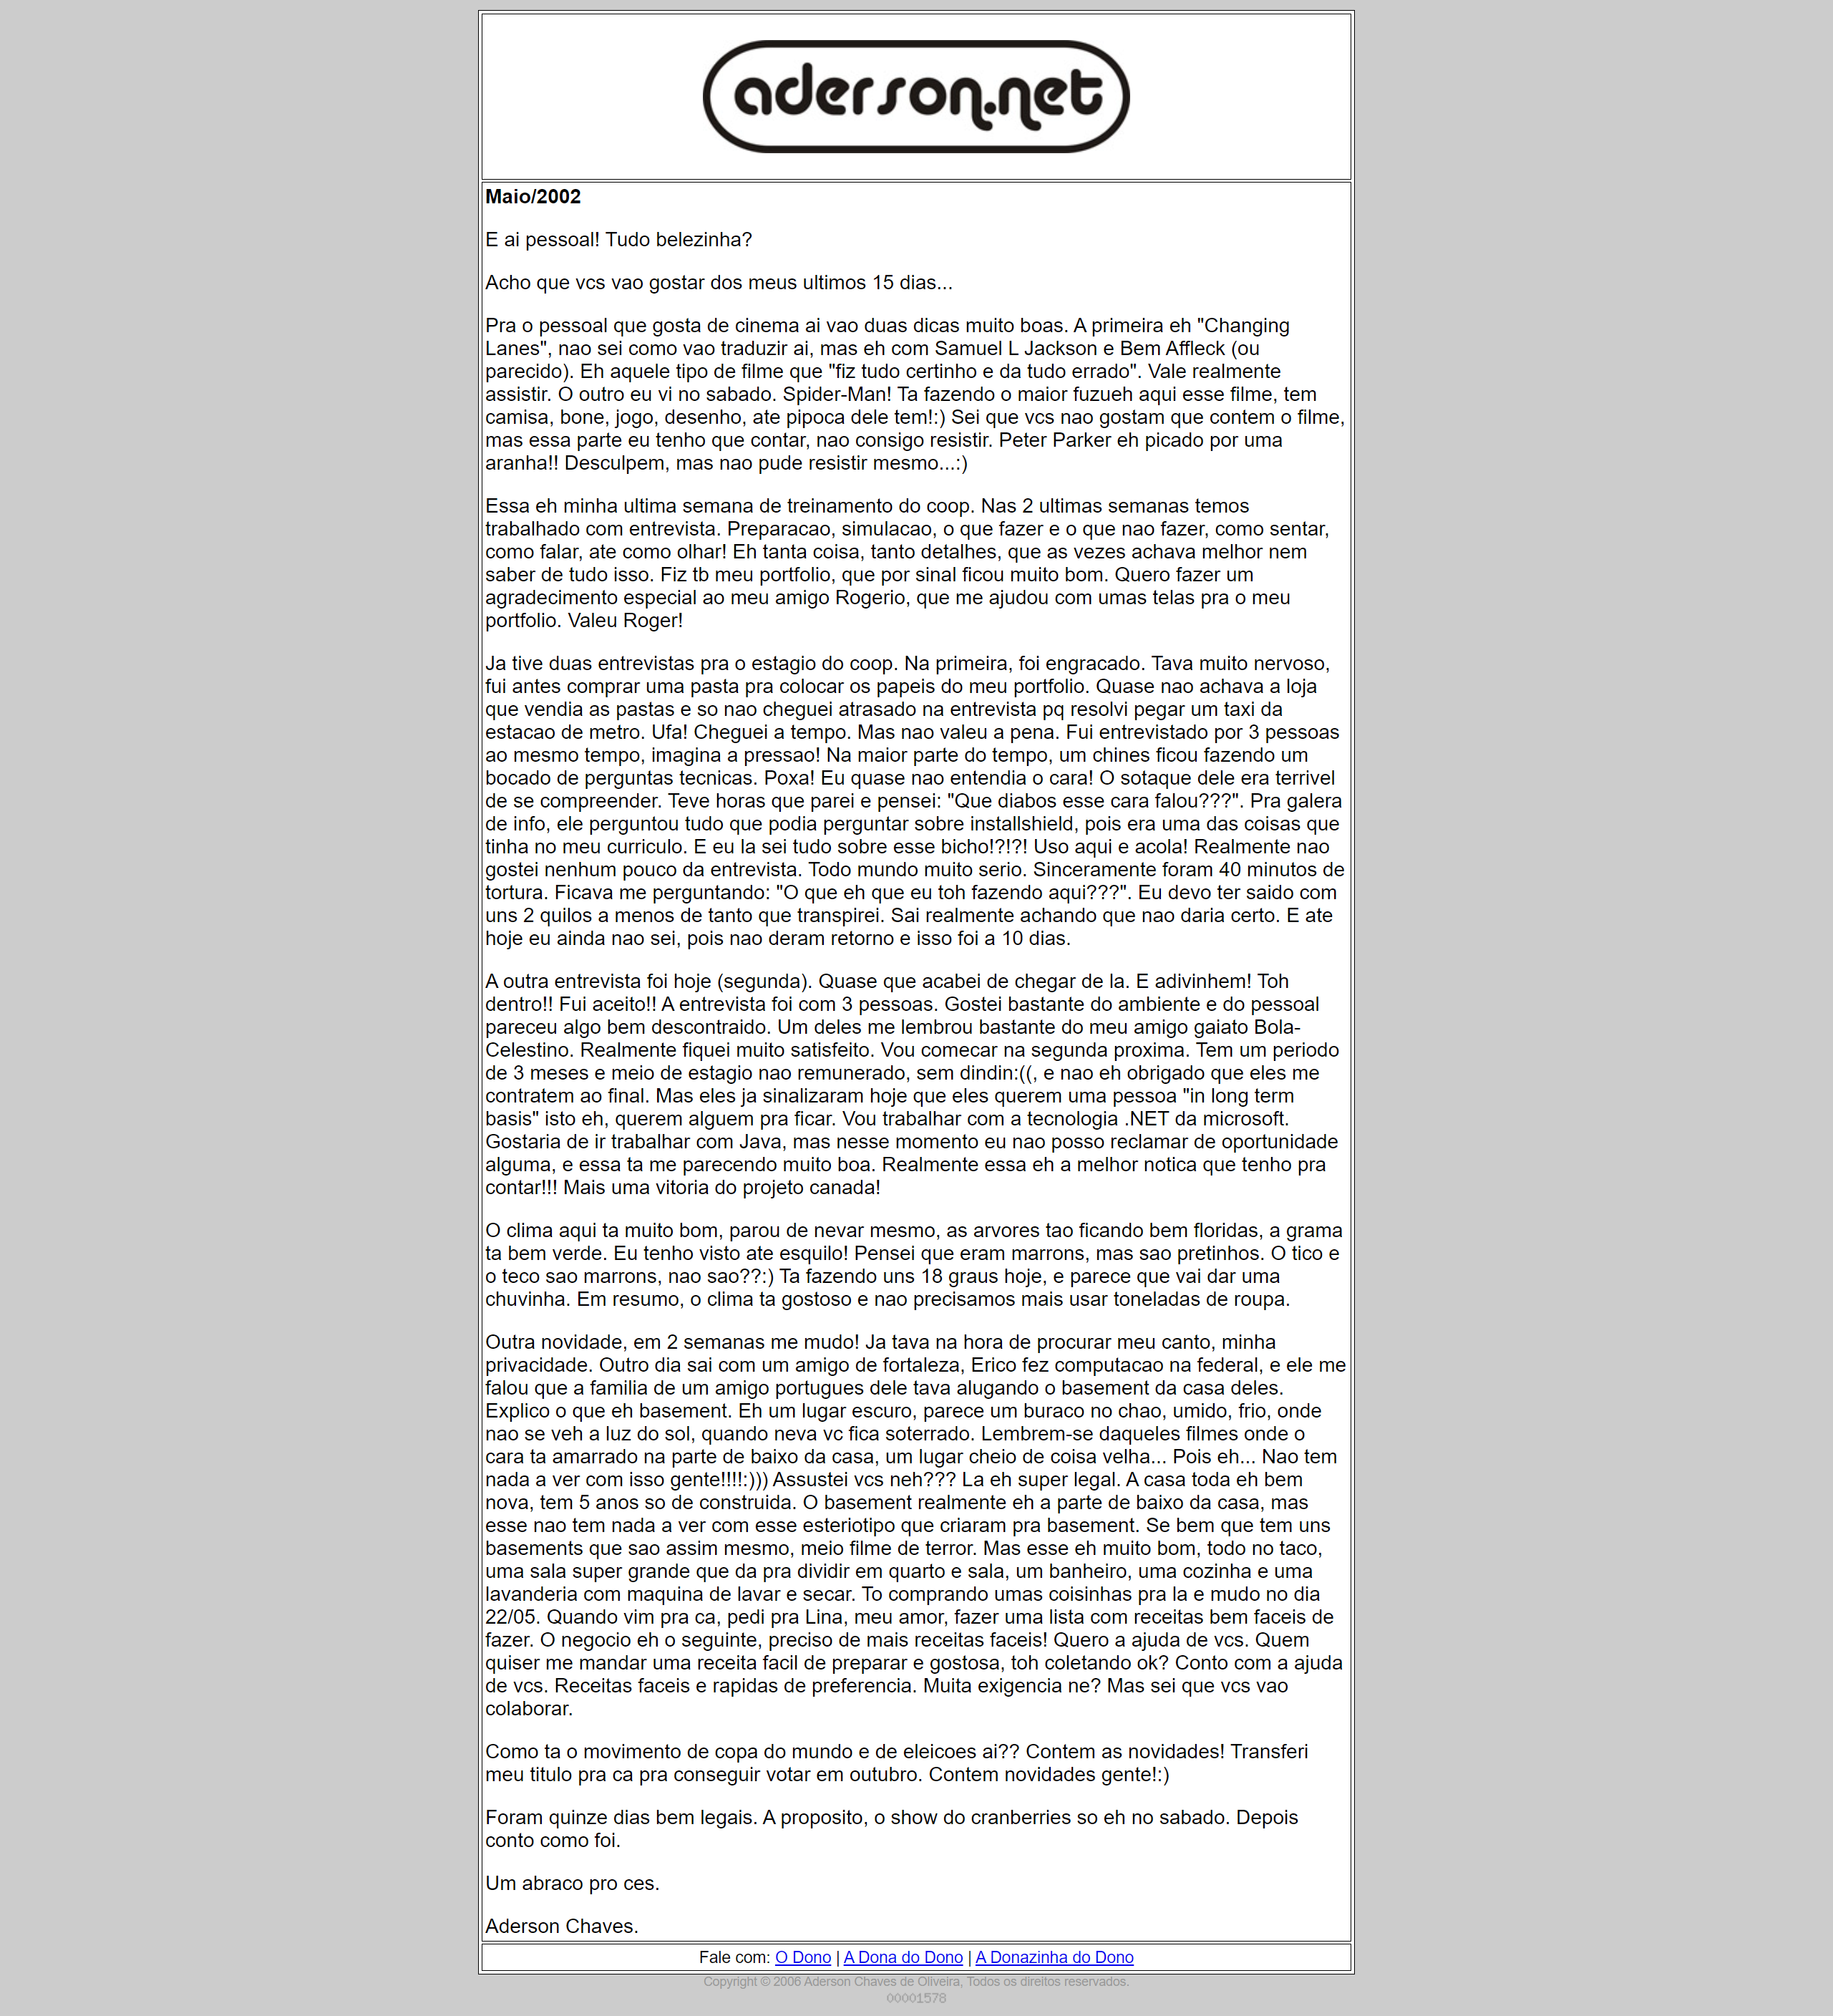 aderson.net
Maio/2002
E ai pessoal! Tudo belezinha?
Acho que vcs vao gostar dos meus ultimos 15 dias...
Pra o pessoal que gosta de cinema ai vao duas dicas muito boas. A primeira eh "Changing
Lanes", nao sei como vao traduzir ai, mas eh com Samuel L Jackson e Bem Affleck (ou
parecido). Eh aquele tipo de filme que "fiz tudo certinho e da tudo errado". Vale realmente
assistir. O outro eu vi no sabado. Spider-Man! Ta fazendo o maior fuzueh aqui esse filme, tem
camisa, bone, jogo, desenho, ate pipoca dele tem!:) Sei que vcs nao gostam que contem o filme,
mas essa parte eu tenho que contar, nao consigo resistir. Peter Parker eh picado por uma
aranha!! Desculpem, mas nao pude resistir mesmo...:)
Essa eh minha ultima semana de treinamento do coop. Nas 2 ultimas semanas temos
trabalhado com entrevista. Preparacao, simulacao, o que fazer e o que nao fazer, como sentar,
como falar, ate como olhar! Eh tanta coisa, tanto detalhes, que as vezes achava melhor nem
saber de tudo isso. Fiz tb meu portfolio, que por sinal ficou muito bom. Quero fazer um
agradecimento especial ao meu amigo Rogerio, que me ajudou com umas telas pra o meu
portfolio. Valeu Roger!
Ja tive duas entrevistas pra o estagio do coop. Na primeira, foi engracado. Tava muito nervoso,
fui antes comprar uma pasta pra colocar os papeis do meu portfolio. Quase nao achava a loja
que vendia as pastas e so nao cheguei atrasado na entrevista pq resolvi pegar um taxi da
estacao de metro. Ufa! Cheguei a tempo. Mas nao valeu a pena. Fui entrevistado por 3 pessoas
ao mesmo tempo, imagina a pressao! Na maior parte do tempo, um chines ficou fazendo um
bocado de perguntas tecnicas. Poxa! Eu quase nao entendia o cara! O sotaque dele era terrivel
de se compreender. Teve horas que parei e pensei: "Que diabos esse cara falou???". Pra galera
de info, ele perguntou tudo que podia perguntar sobre installshield, pois era uma das coisas que
tinha no meu curriculo. E eu la sei tudo sobre esse bicho!?!?! Uso aqui e acola! Realmente nao
gostei nenhum pouco da entrevista. Todo mundo muito serio. Sinceramente foram 40 minutos de
tortura. Ficava me perguntando: "O que eh que eu toh fazendo aqui???". Eu devo ter saido com
uns 2 quilos a menos de tanto que transpirei. Sai realmente achando que nao daria certo. E ate
hoje eu ainda nao sei, pois nao deram retorno e isso foi a 10 dias.
A outra entrevista foi hoje (segunda). Quase que acabei de chegar de la. E adivinhem! Toh
dentro!! Fui aceito!! A entrevista foi com 3 pessoas. Gostei bastante do ambiente e do pessoal
pareceu algo bem descontraido. Um deles me lembrou bastante do meu amigo gaiato Bola-
Celestino. Realmente fiquei muito satisfeito. Vou comecar na segunda proxima. Tem um periodo
de 3 meses e meio de estagio nao remunerado, sem dindin:((, e nao eh obrigado que eles me
contratem ao final. Mas eles ja sinalizaram hoje que eles querem uma pessoa "in long term
basis" isto eh, querem alguem pra ficar. Vou trabalhar com a tecnologia .NET da microsoft.
Gostaria de ir trabalhar com Java, mas nesse momento eu nao posso reclamar de oportunidade
alguma, e essa ta me parecendo muito boa. Realmente essa eh a melhor notica que tenho pra
contar!!! Mais uma vitoria do projeto canada!
O clima aqui ta muito bom, parou de nevar mesmo, as arvores tao ficando bem floridas, a grama
ta bem verde. Eu tenho visto ate esquilo! Pensei que eram marrons, mas sao pretinhos. O tico e
o teco sao marrons, nao sao??:) Ta fazendo uns 18 graus hoje, e parece que vai dar uma
chuvinha. Em resumo, o clima ta gostoso e nao precisamos mais usar toneladas de roupa.
Outra novidade, em 2 semanas me mudo! Ja tava na hora de procurar meu canto, minha
privacidade. Outro dia sai com um amigo de fortaleza, Erico fez computacao na federal, e ele me
falou que a familia de um amigo portugues dele tava alugando o basement da casa deles.
Explico o que eh basement. Eh um lugar escuro, parece um buraco no chao, umido, frio, onde
nao se veh a luz do sol, quando neva vc fica soterrado. Lembrem-se daqueles filmes onde o
cara ta amarrado na parte de baixo da casa, um lugar cheio de coisa velha... Pois eh... Nao tem
nada a ver com isso gente!!!!:))) Assustei vcs neh??? La eh super legal. A casa toda eh bem
nova, tem 5 anos so de construida. O basement realmente eh a parte de baixo da casa, mas
esse nao tem nada a ver com esse esteriotipo que criaram pra basement. Se bem que tem uns
basements que sao assim mesmo, meio filme de terror. Mas esse eh muito bom, todo no taco,
uma sala super grande que da pra dividir em quarto e sala, um banheiro, uma cozinha e uma
lavanderia com maquina de lavar e secar. To comprando umas coisinhas pra la e mudo no dia
22/05. Quando vim pra ca, pedi pra Lina, meu amor, fazer uma lista com receitas bem faceis de
fazer. O negocio eh o seguinte, preciso de mais receitas faceis! Quero a ajuda de vcs. Quem
quiser me mandar uma receita facil de preparar e gostosa, toh coletando ok? Conto com a ajuda
de vcs. Receitas faceis e rapidas de preferencia. Muita exigencia ne? Mas sei que vcs vao
colaborar.
Como ta o movimento de copa do mundo e de eleicoes ai?? Contem as novidades! Transferi
meu titulo pra ca pra conseguir votar em outubro. Contem novidades gente!:)
Foram quinze dias bem legais. A proposito, o show do cranberries so eh no sabado. Depois
conto como foi.
Um abraco pro ces.
Aderson Chaves.
Fale com: O Dono | A Dona do Dono | A Donazinha do Dono
Copyright © 2006 Aderson Chaves de Oliveira, Todos os direitos reservados.
00001578